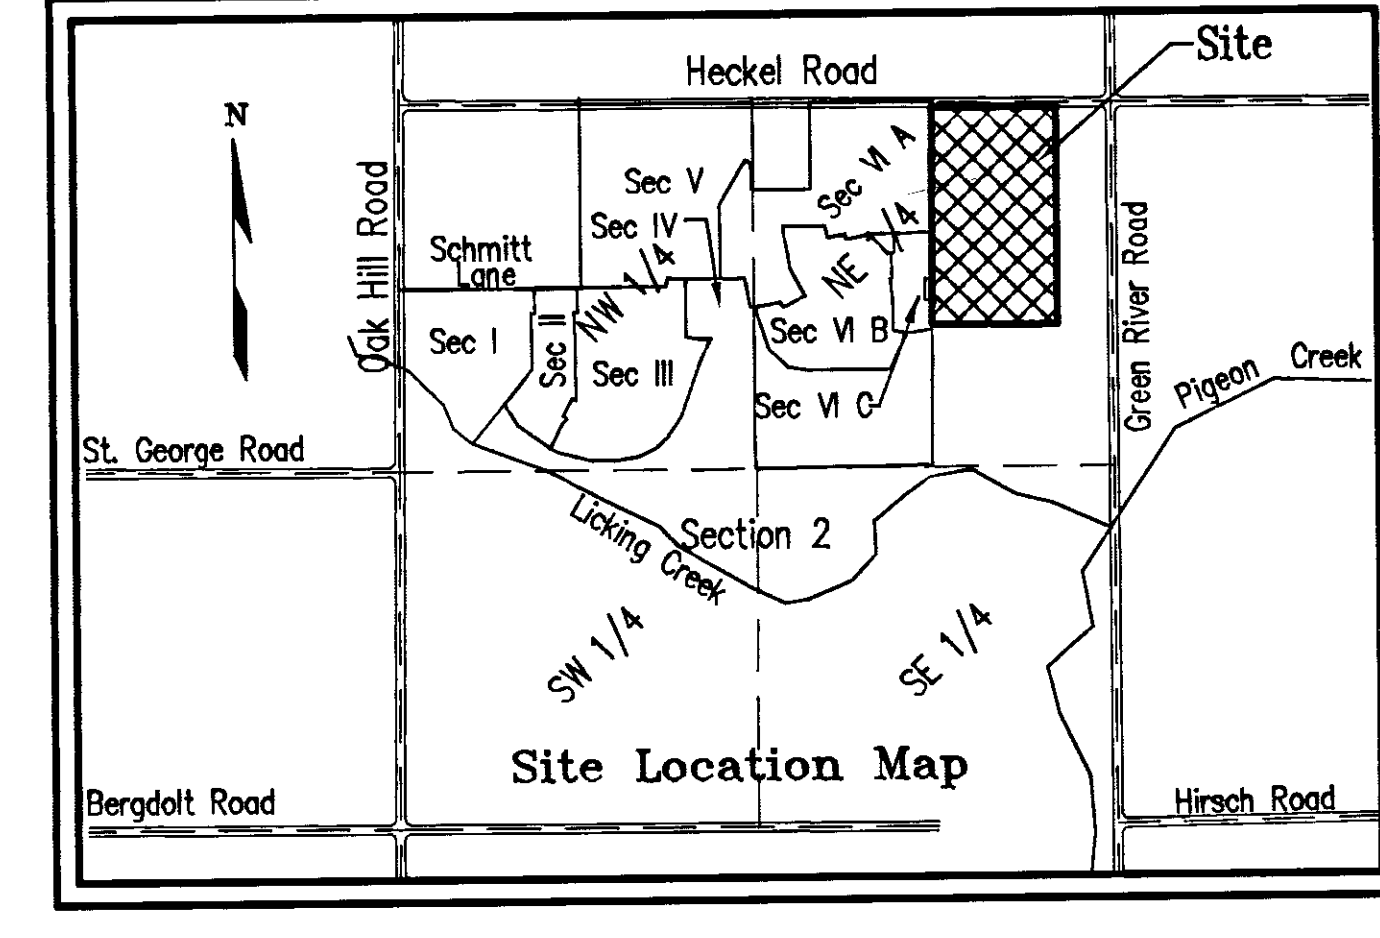 Site
Heckel Road
N
Oak Hill Road
Sec V
Sec VI A
Sec IV
Schmitt
Lane
NW 1/4
NE 1/4
Green River Road
Sec I
Sec II
Sec III
Sec VI B
Sec VI C
Pigeon Creek
St. George Road
Licking Creek
Section 2
SW 1/4
SE 1/4
Site Location Map
Bergdolt Road
Hirsch Road